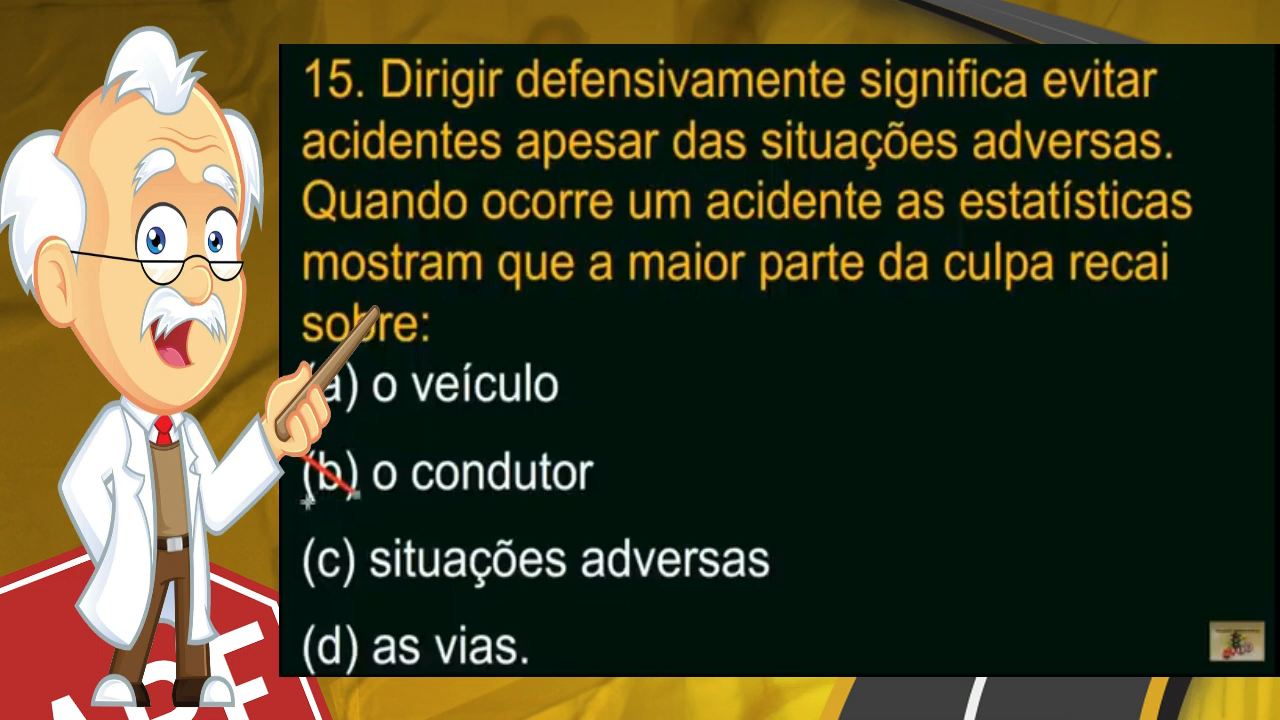 15. Dirigir defensivamente significa evitar
acidentes apesar das situações adversas.
Quando ocorre um acidente as estatísticas
mostram que a maior parte da culpa recai
sobre:
(a) o veículo
(b) o condutor
(c) situações adversas
(d) as vias.